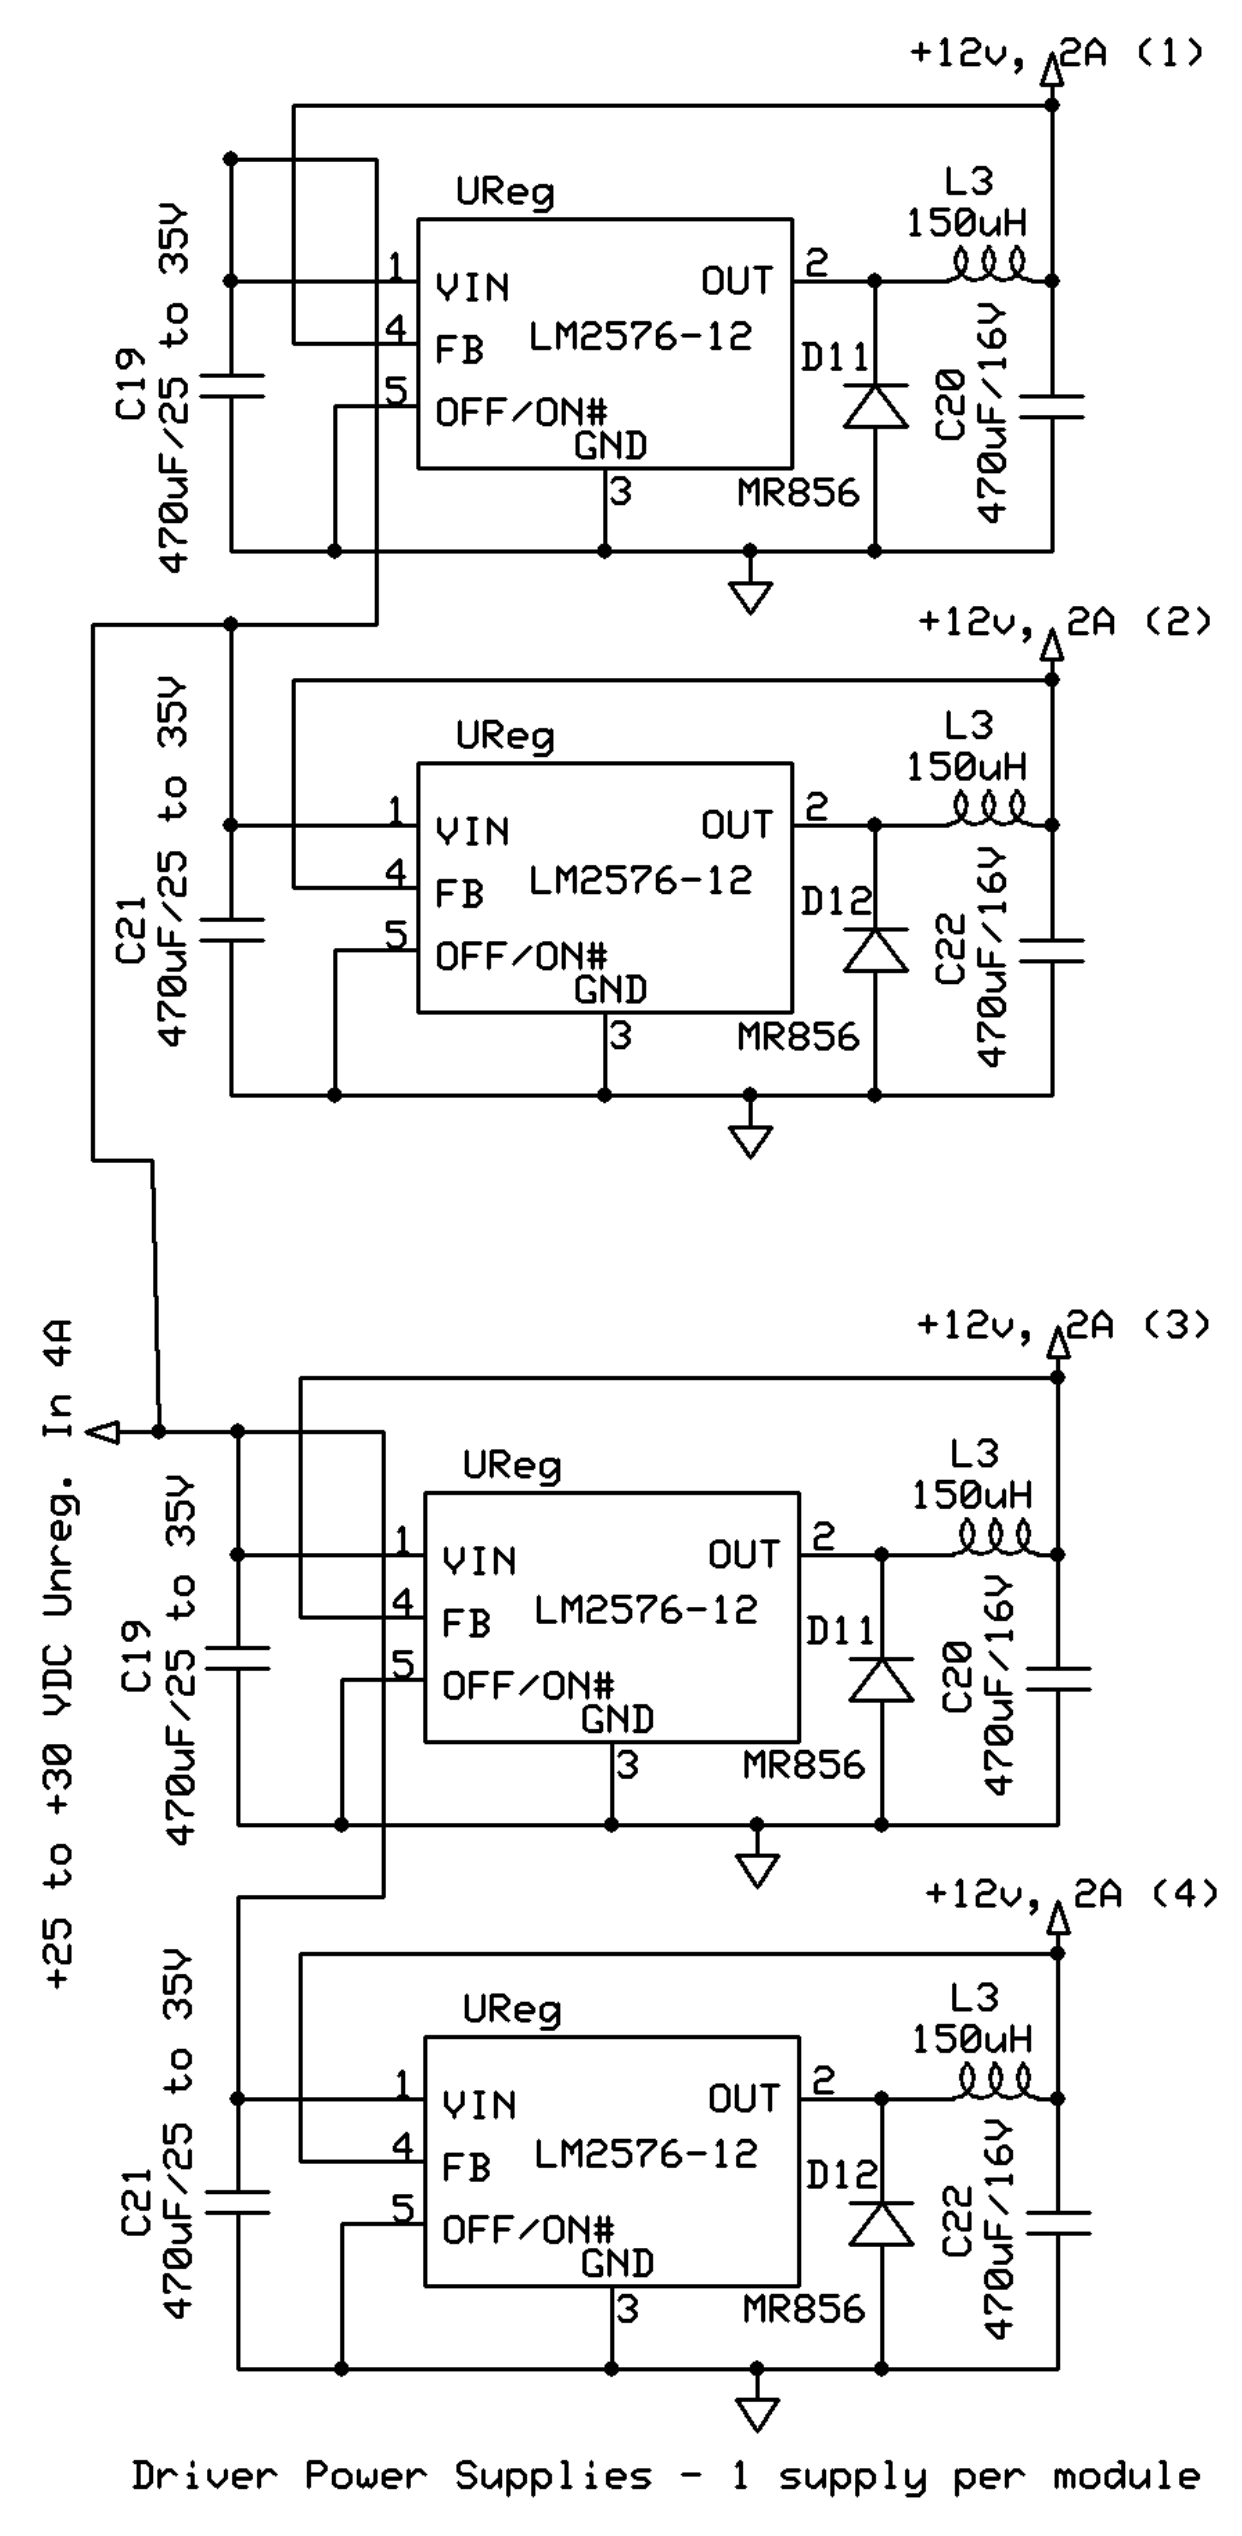 +12v, 2A (1)
UReg
L3
150uH
1
VIN
OUT
2
LM2576-12
4
FB
5
OFF/ON#
GND
3
D11
MR856
C19
470uF/25 to 35V
C20
470uF/16V
+12v, 2A (2)
UReg
L3
150uH
1
VIN
OUT
2
LM2576-12
4
FB
5
OFF/ON#
GND
3
D12
MR856
C21
470uF/25 to 35V
C22
470uF/16V
+25 to +30 VDC Unreg. In 4A
+12v, 2A (3)
UReg
L3
150uH
1
VIN
OUT
2
LM2576-12
4
FB
5
OFF/ON#
GND
3
D11
MR856
C19
470uF/25 to 35V
C20
470uF/16V
+12v, 2A (4)
UReg
L3
150uH
1
VIN
OUT
2
LM2576-12
4
FB
5
OFF/ON#
GND
3
D12
MR856
C21
470uF/25 to 35V
C22
470uF/16V
Driver Power Supplies - 1 supply per module